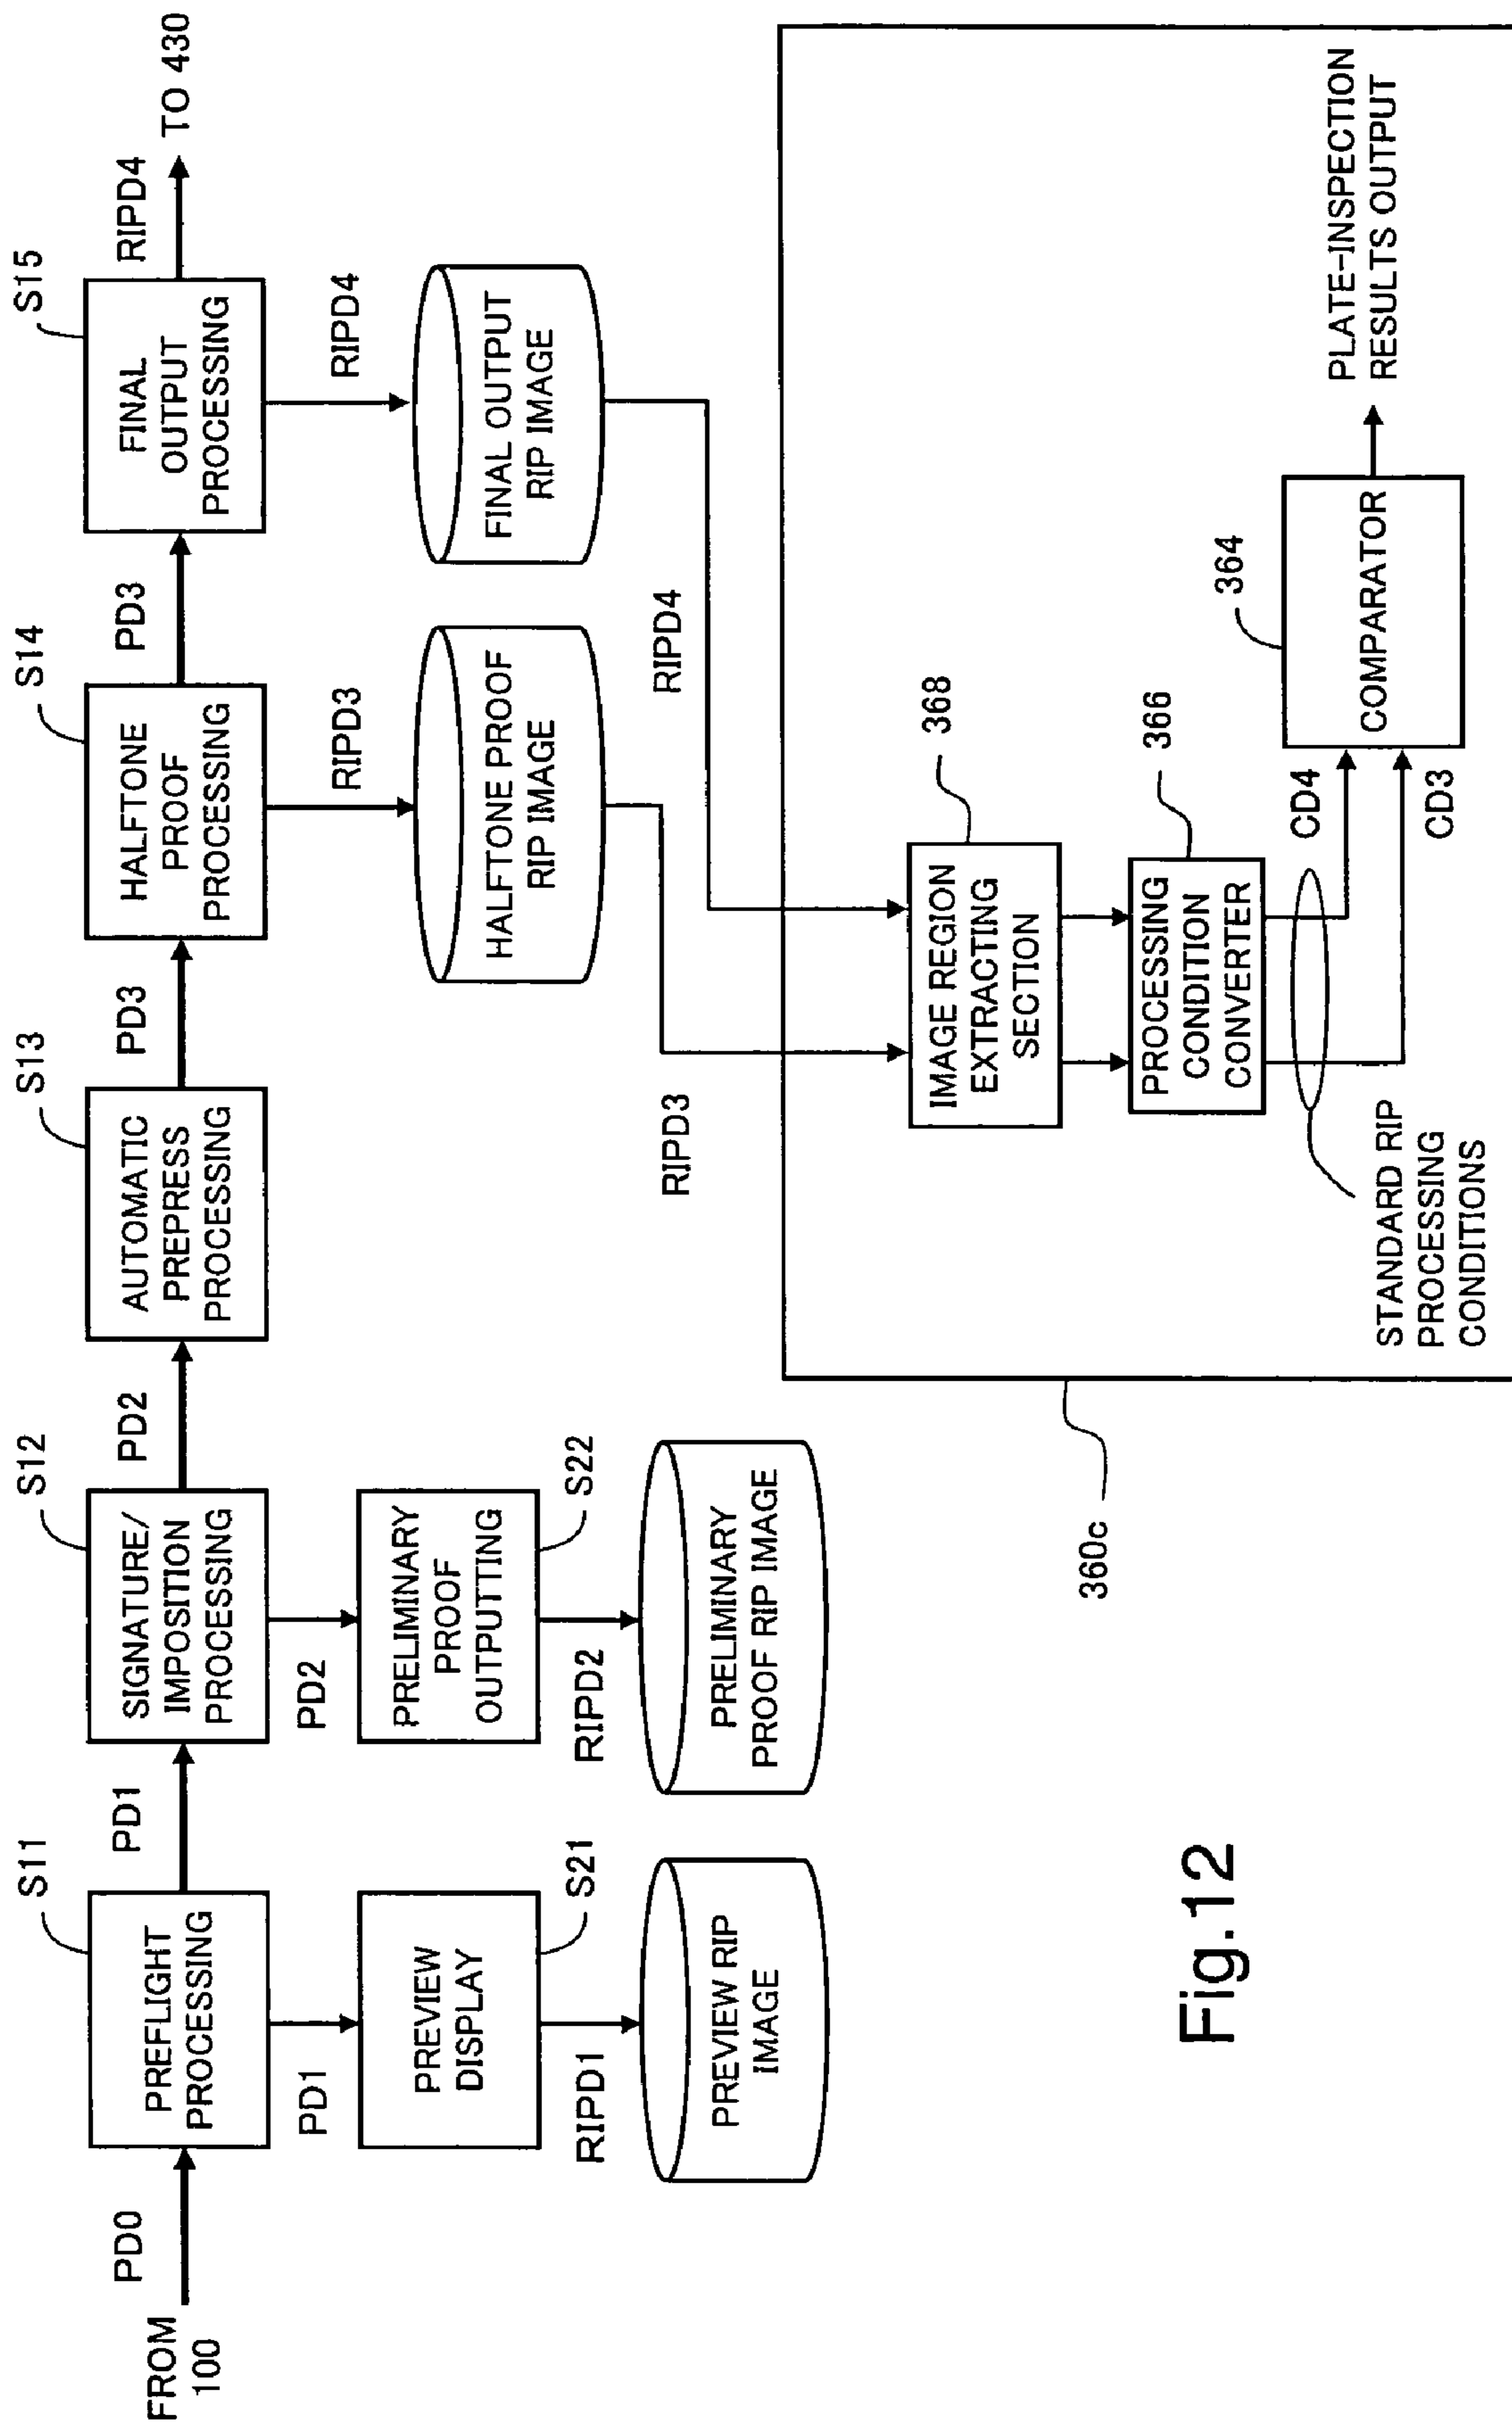 FROM
100
PD0
S11
PREFLIGHT
PROCESSING
PD1
S12
SIGNATURE/
IMPOSITION
PROCESSING
PD2
S13
AUTOMATIC
PREPRESS
PROCESSING
PD3
S14
HALFTONE
PROOF
PROCESSING
PD3
S15
FINAL
OUTPUT
PROCESSING
RIPD4
TO 430
PD1
PREVIEW
DISPLAY
S21
RIPD1
PREVIEW RIP
IMAGE
PD2
PRELIMINARY
PROOF
OUTPUTTING
S22
RIPD2
PRELIMINARY
PROOF RIP IMAGE
RIPD3
HALFTONE PROOF
RIP IMAGE
RIPD4
FINAL OUTPUT
RIP IMAGE
RIPD3
RIPD4
360c
IMAGE REGION
EXTRACTING
SECTION
368
PROCESSING
CONDITION
CONVERTER
366
STANDARD RIP
PROCESSING
CONDITIONS
CD4
CD3
364
COMPARATOR
PLATE-INSPECTION
RESULTS OUTPUT
Fig.12